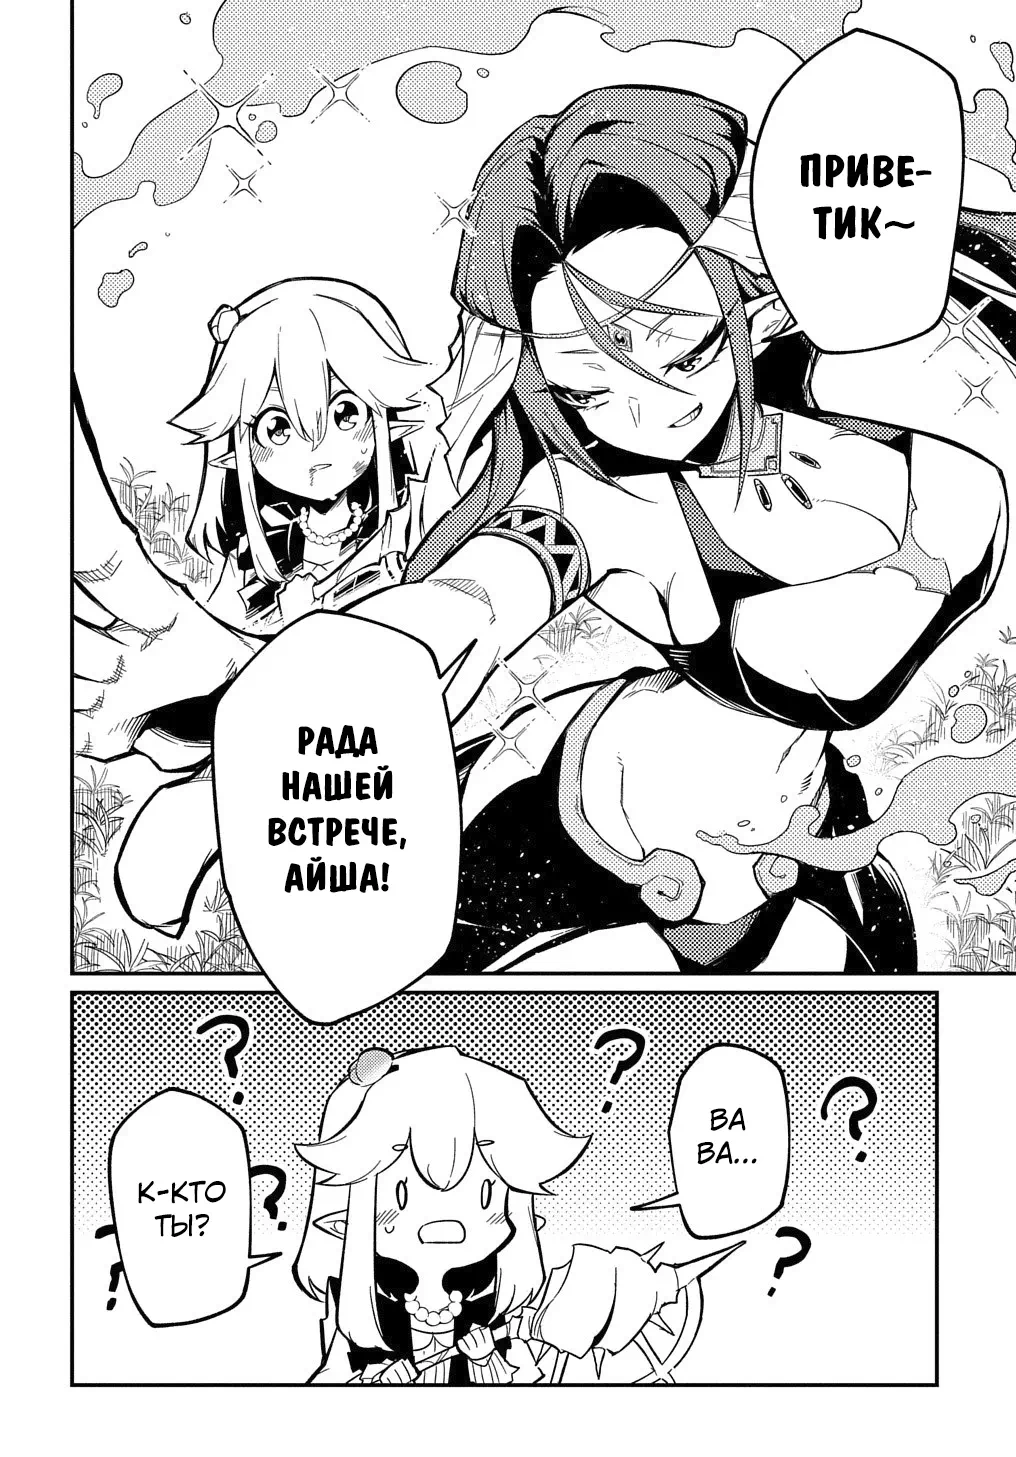 ПРИВЕ-
ТИК~
РАДА
НАШЕЙ
ВСТРЕЧЕ,
АЙША!
?
?
?
?
?
?
ВА
ВА...
К-КТО
ТЫ?